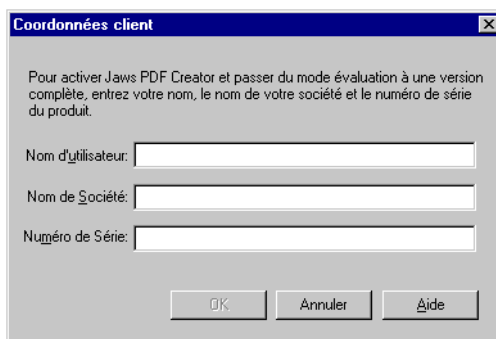 Coordonnées client
Pour activer Jaws PDF Creator et passer du mode évaluation à une version
complète, entrez votre nom, le nom de votre société et le numéro de série
du produit.
Nom d'utilisateur:
Nom de Société:
Numéro de Série:
OK Annuler Aide